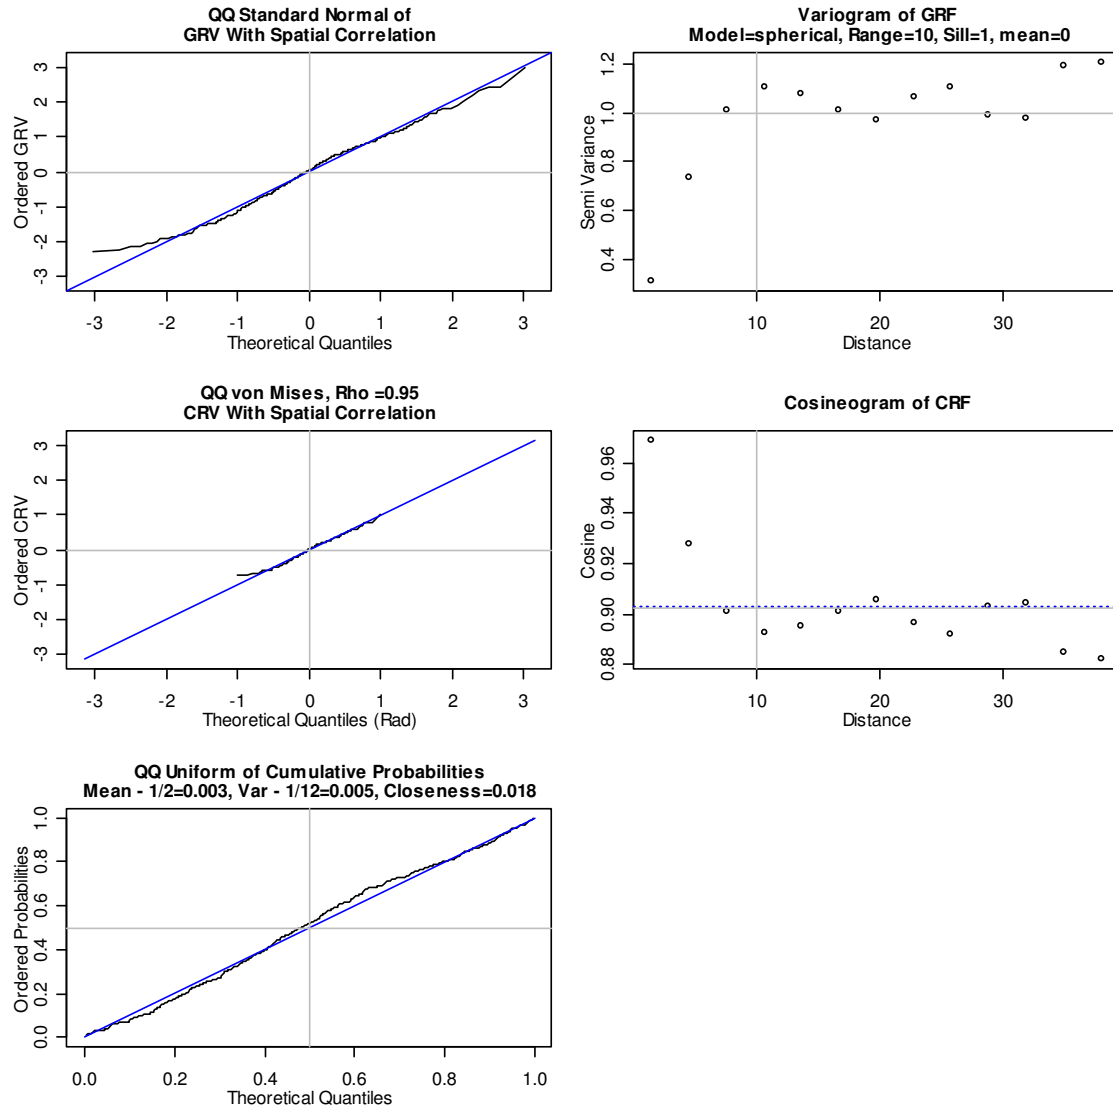 QQ Standard Normal of
GRV With Spatial Correlation
Ordered GRV
3
2
1
0
-1
-2
-3
-3 -2 -1 0 1 2 3
Theoretical Quantiles
Variogram of GRF
Model=spherical, Range=10, Sill=1, mean=0
Semi Variance
1.2
1.0
0.8
0.6
0.4
10 20 30
Distance
QQ von Mises, Rho =0.95
CRV With Spatial Correlation
Ordered CRV
3
2
1
0
-1
-2
-3
-3 -2 -1 0 1 2 3
Theoretical Quantiles (Rad)
Cosineogram of CRF
Cosine
0.96
0.94
0.92
0.90
0.88
10 20 30
Distance
QQ Uniform of Cumulative Probabilities
Mean - 1/2=0.003, Var - 1/12=0.005, Closeness=0.018
Ordered Probabilities
1.0
0.8
0.6
0.4
0.2
0.0
0.0 0.2 0.4 0.6 0.8 1.0
Theoretical Quantiles